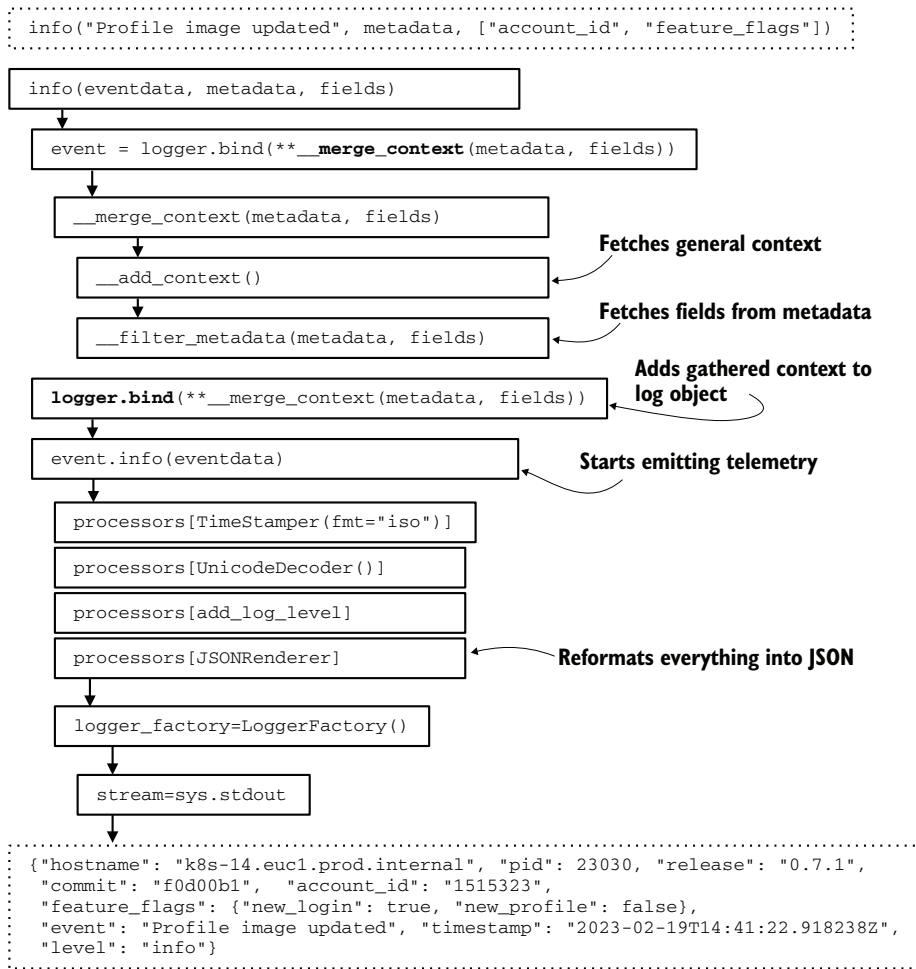 info("Profile image updated", metadata, ["account_id", "feature_flags"])
info(eventdata, metadata, fields)
event = logger.bind(**__merge_context(metadata, fields))
__merge_context(metadata, fields)
Fetches general context
__add_context()
Fetches fields from metadata
__filter_metadata(metadata, fields)
Adds gathered context to
log object
logger.bind(**__merge_context(metadata, fields))
event.info(eventdata)
Starts emitting telemetry
processors[TimeStamper(fmt="iso")]
processors[UnicodeDecoder()]
processors[add_log_level]
processors[JSONRenderer]
Reformats everything into JSON
logger_factory=LoggerFactory()
stream=sys.stdout
{"hostname": "k8s-14.euc1.prod.internal", "pid": 23030, "release": "0.7.1",
"commit": "f0d00b1",  "account_id": "1515323",
"feature_flags": {"new_login": true, "new_profile": false},
"event": "Profile image updated", "timestamp": "2023-02-19T14:41:22.918238Z",
"level": "info"}